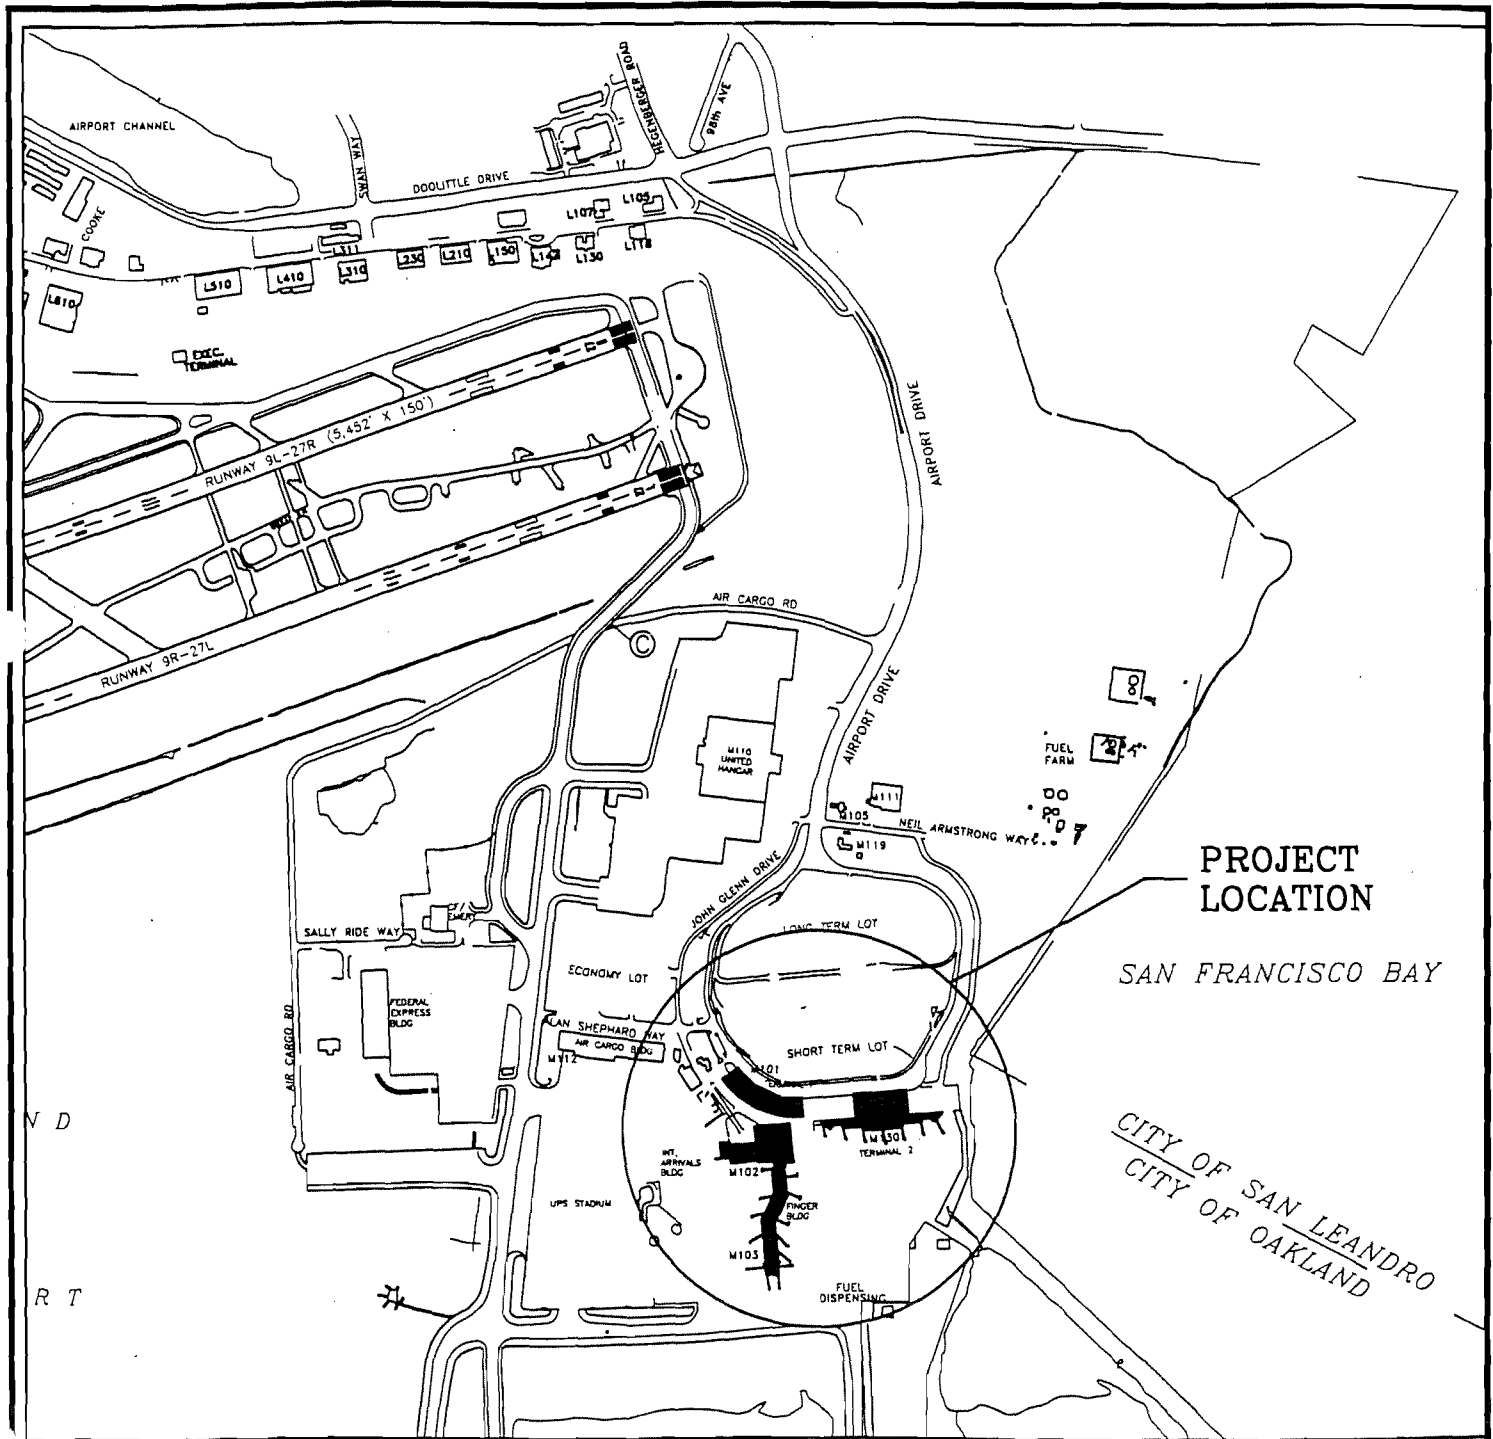 REGENBERGER ROAD
98th AVE
AIRPORT CHANNEL
SWAN WAY
DOOLITTLE DRIVE
COOKE
L107
L105
L311
L230
L210
L150
L142
L130
L118
L510
L410
L310
L610
EXEC.
TERMINAL
RUNWAY 9L-27R (5,452' X 150')
AIRPORT DRIVE
AIR CARGO RD
C
RUNWAY 9R-27L
AIRPORT DRIVE
M110
UNITED
HANGAR
FUEL
FARM
M111
M105
NEIL ARMSTRONG WAY
M119
PROJECT
LOCATION
JOHN GLENN DRIVE
CF/
EMERY
SALLY RIDE WAY
LONG TERM LOT
ECONOMY LOT
SAN FRANCISCO BAY
FEDERAL
EXPRESS
BLDG
AIR CARGO RD
ALAN SHEPHARD WAY
AIR CARGO BLDG
M112
SHORT TERM LOT
M101
M130
TERMINAL 2
INT.
ARRIVALS
BLDG
M102
N D
CITY OF SAN LEANDRO
CITY OF OAKLAND
UPS STADIUM
FINGER
BLDG
M103
R T
FUEL
DISPENSING